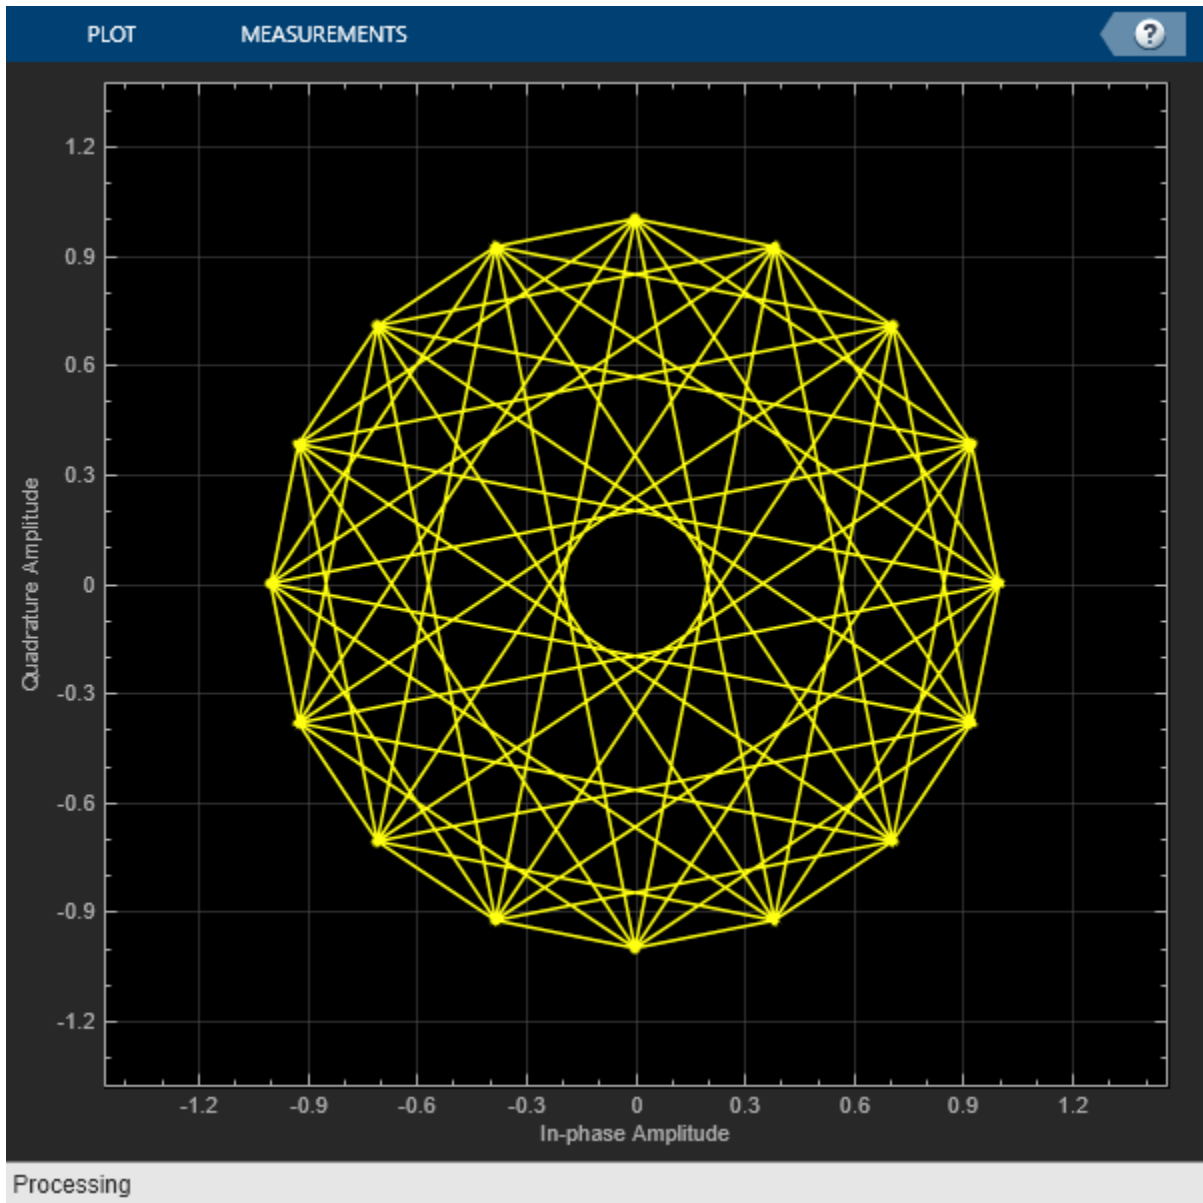 PLOT MEASUREMENTS ?
1.2
0.9
0.6
0.3
0
-0.3
-0.6
-0.9
-1.2
Quadrature Amplitude
-1.2 -0.9 -0.6 -0.3 0 0.3 0.6 0.9 1.2
In-phase Amplitude
Processing